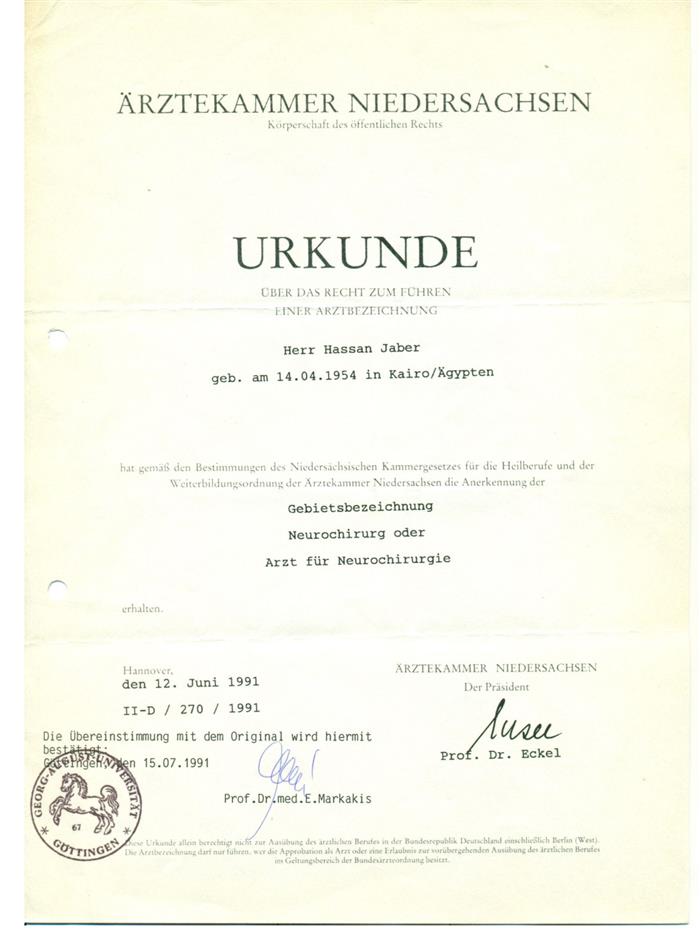 ÄRZTEKAMMER NIEDERSACHSEN
Körperschaft des öffentlichen Rechts
URKUNDE
ÜBER DAS RECHT ZUM FÜHREN
EINER ARZTBEZEICHNUNG
Herr Hassan Jaber
geb. am 14.04.1954 in Kairo/Ägypten
hat gemäß den Bestimmungen des Niedersächsischen Kammergesetzes für die Heilberufe und der
Weiterbildungsordnung der Ärztekammer Niedersachsen die Anerkennung der
Gebietsbezeichnung
Neurochirurg oder
Arzt für Neurochirurgie
erhalten.
Hannover,
den 12. Juni 1991
II-D / 270 / 1991
ÄRZTEKAMMER NIEDERSACHSEN
Der Präsident
Prof. Dr. Eckel
Die Übereinstimmung mit dem Original wird hiermit
bestätigt:
Göttingen, den 15.07.1991
Prof.Dr.med.E.Markakis
GEORG-AUGUST-UNIVERSITÄT
67
* GÖTTINGEN *
Diese Urkunde allein berechtigt nicht zur Ausübung des ärztlichen Berufes in der Bundesrepublik Deutschland einschließlich Berlin (West).
Die Arztbezeichnung darf nur führen, wer die Approbation als Arzt oder eine Erlaubnis zur vorübergehenden Ausübung des ärztlichen Berufes
im Geltungsbereich der Bundesärzteordnung besitzt.